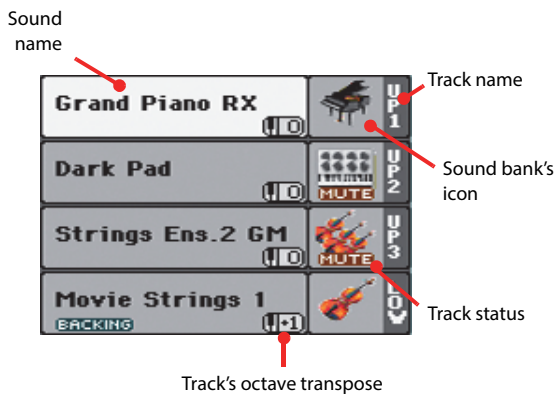 Sound
name
Track name
Grand Piano RX
0
UP1
Sound bank's
icon
Dark Pad
0
MUTE
UP2
Strings Ens.2 GM
0
MUTE
UP3
Track status
Movie Strings 1
BACKING
+1
LOW
Track's octave transpose